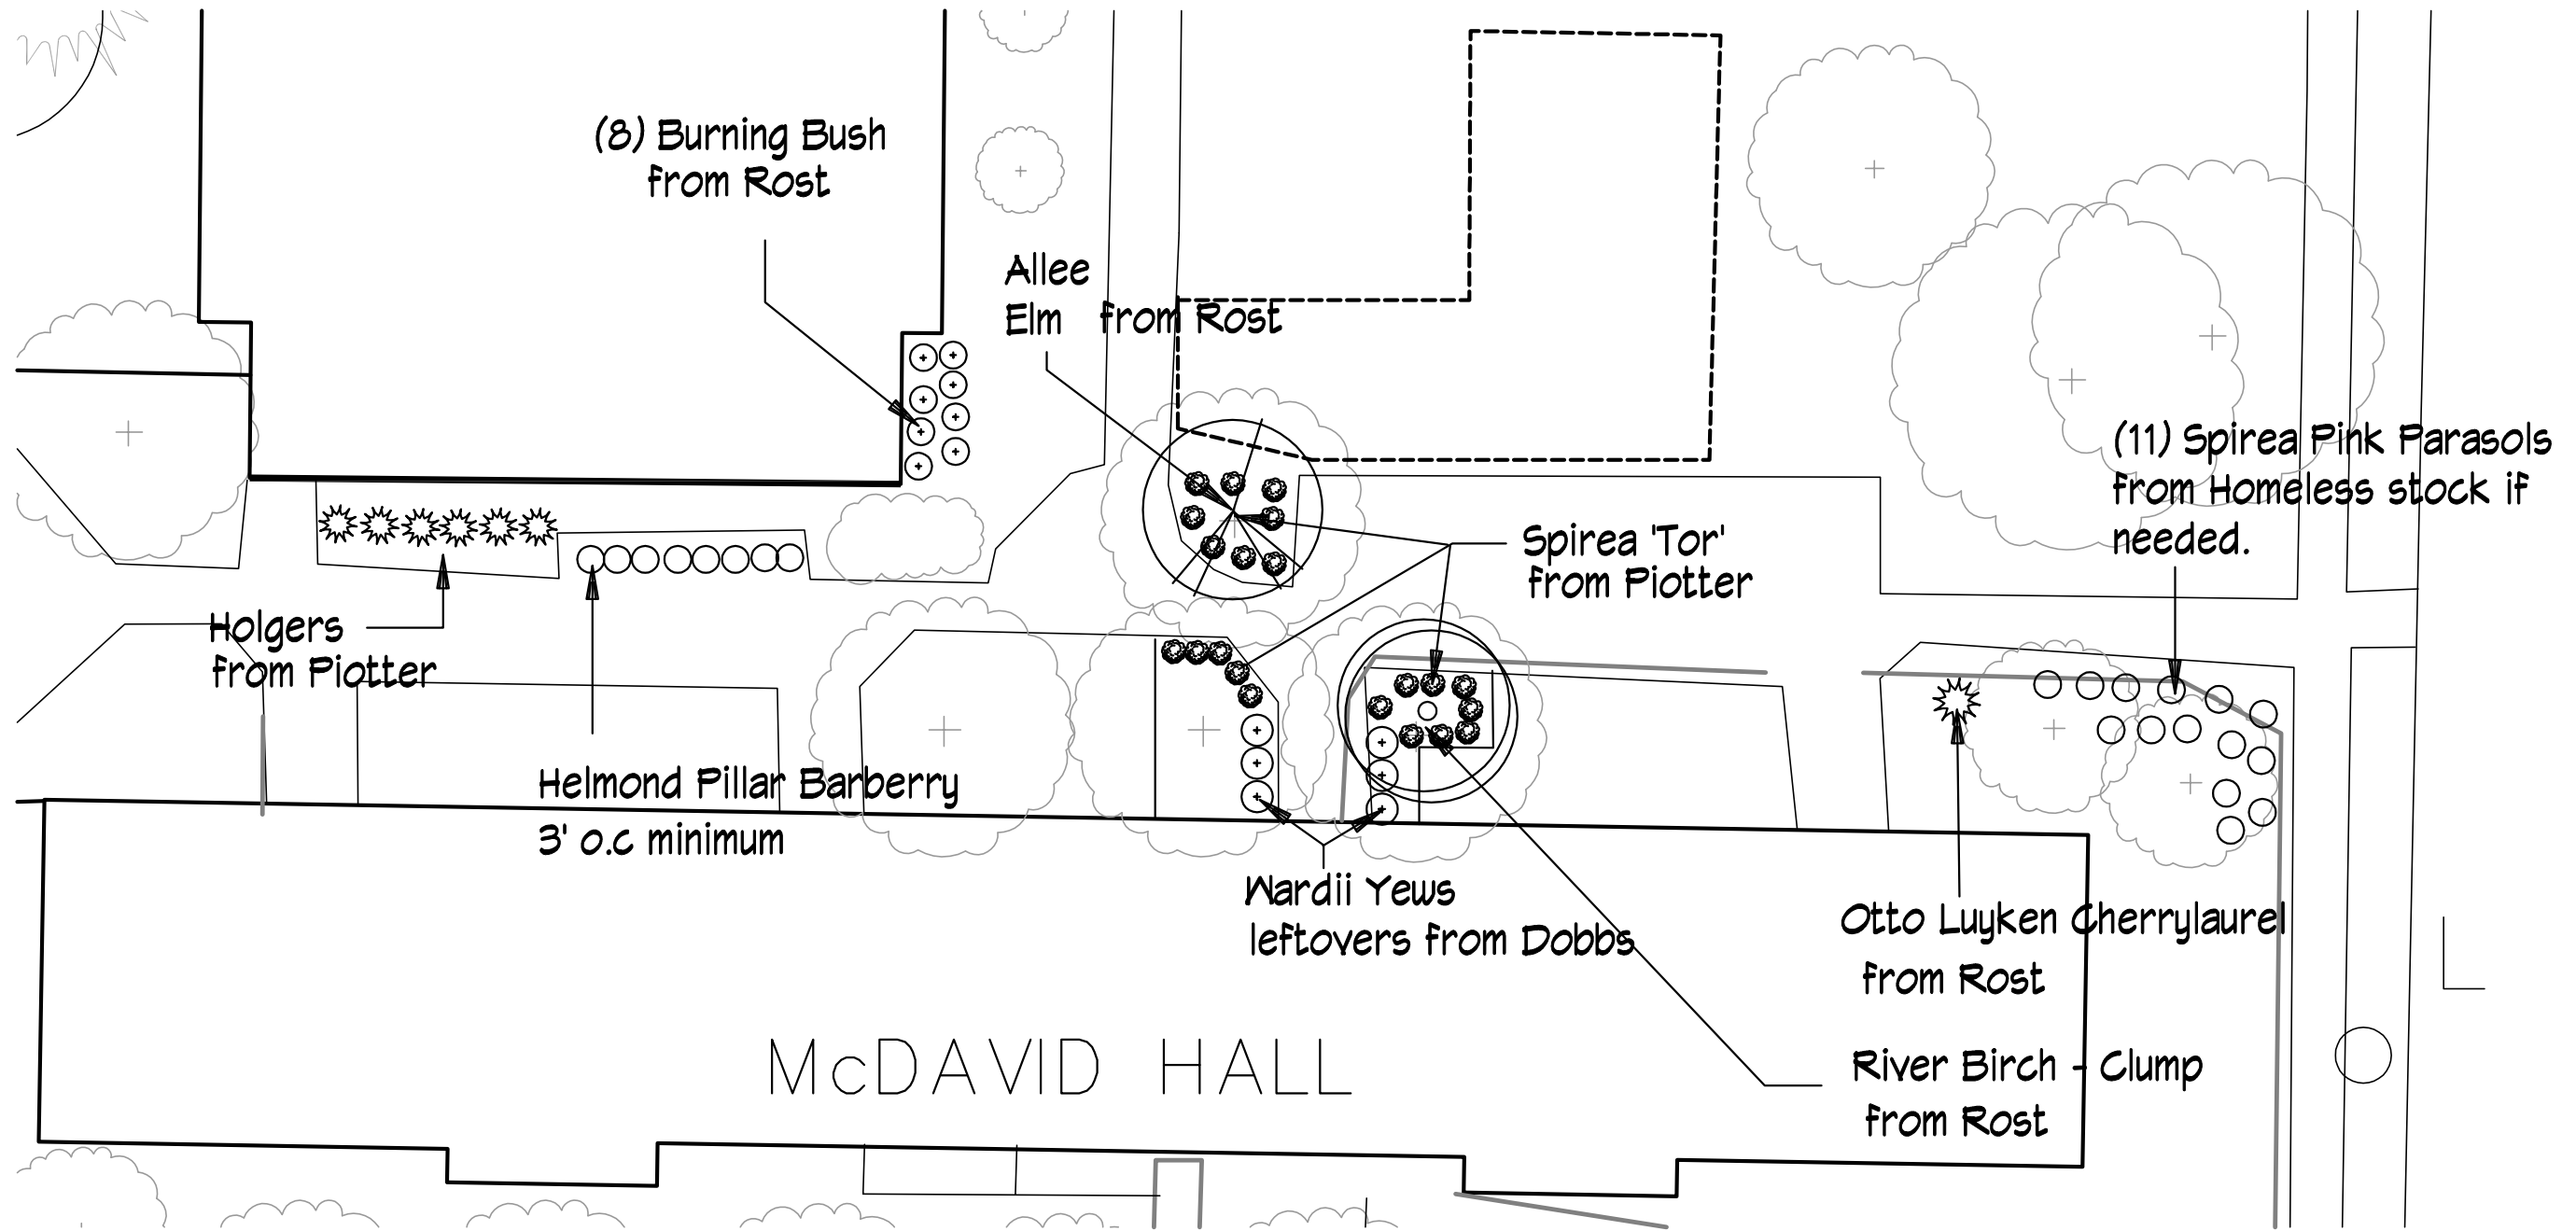 (8) Burning Bush
from Rost
Allee
Elm from Rost
(11) Spirea Pink Parasols
from Homeless stock if
needed.
Spirea 'Tor'
from Piotter
Holgers
from Piotter
Helmond Pillar Barberry
3' o.c minimum
Wardii Yews
leftovers from Dobbs
Otto Luyken Cherrylaurel
from Rost
River Birch - Clump
from Rost
McDAVID HALL